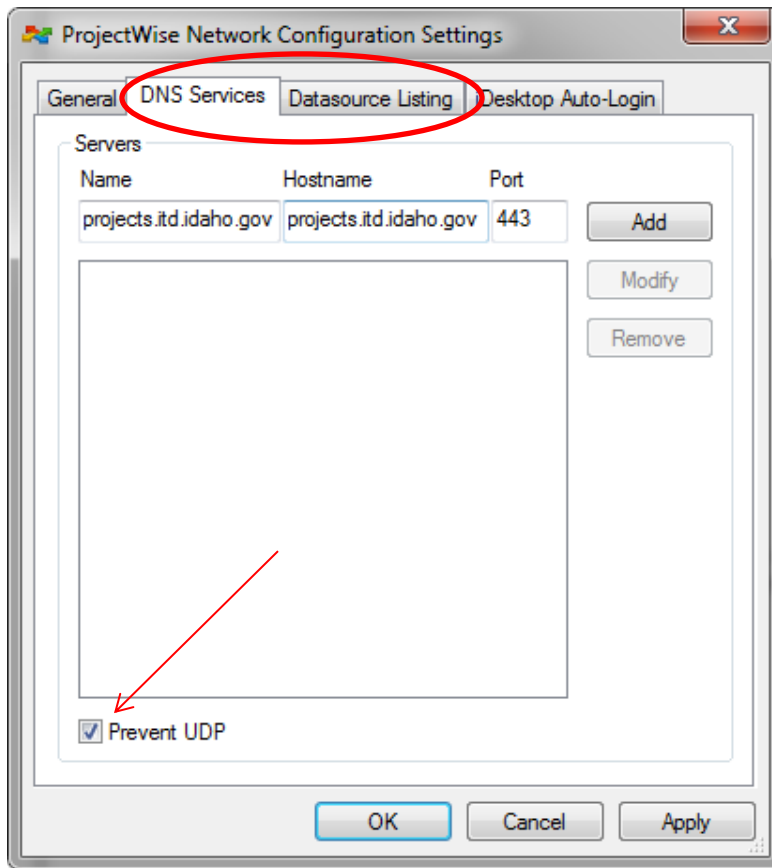 ProjectWise Network Configuration Settings
General DNS Services Datasource Listing iDesktop Auto-Login
Servers
Name Hostname Port
projects.itd.idaho.gov projects.itd.idaho.gov 443 Add
Modify
Remove
Prevent UDP
OK Cancel Apply